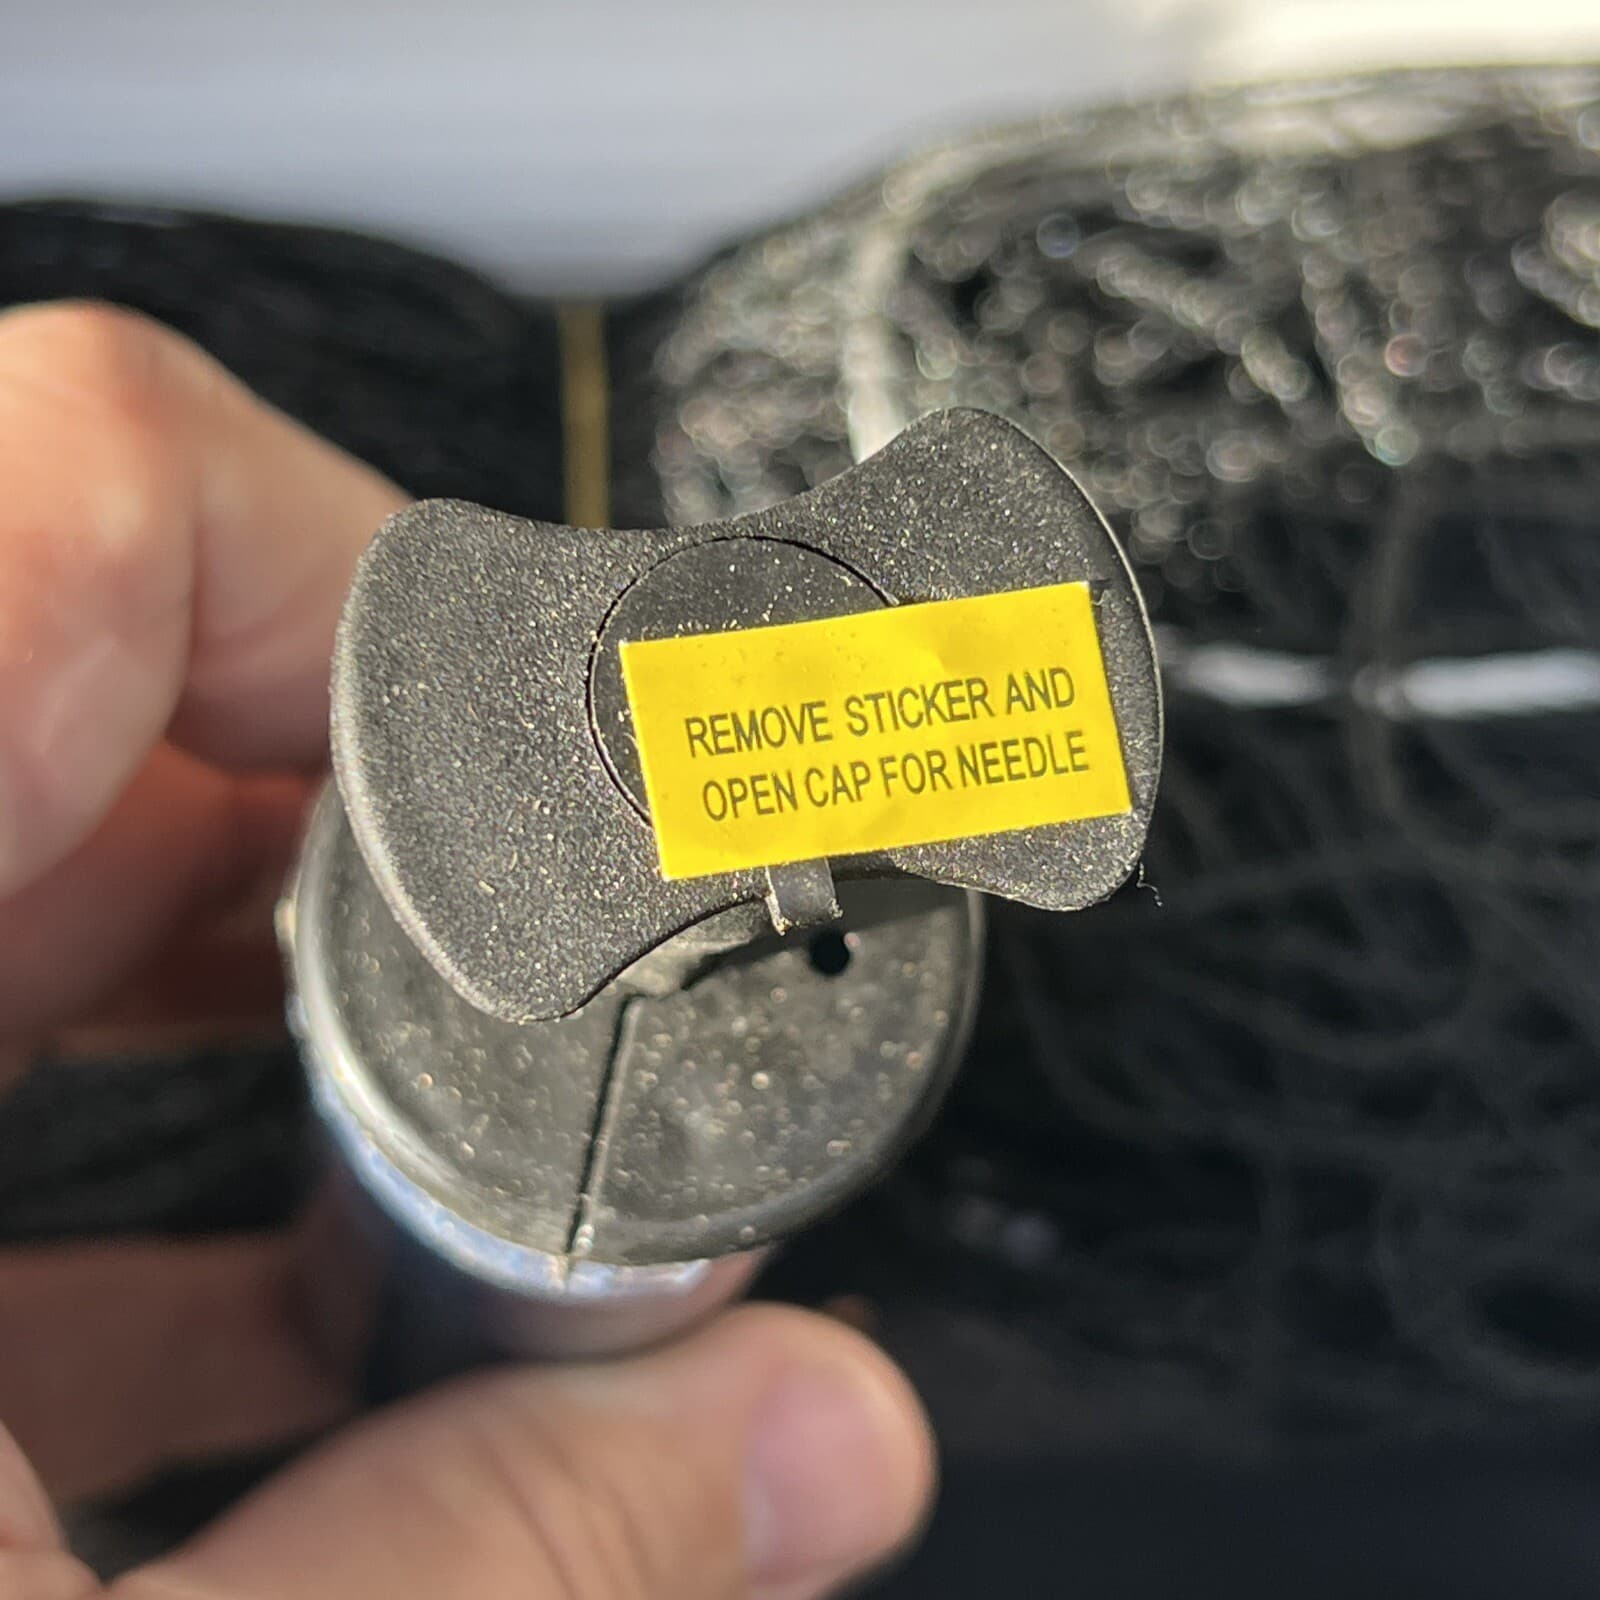 REMOVE STICKER AND
OPEN CAP FOR NEEDLE